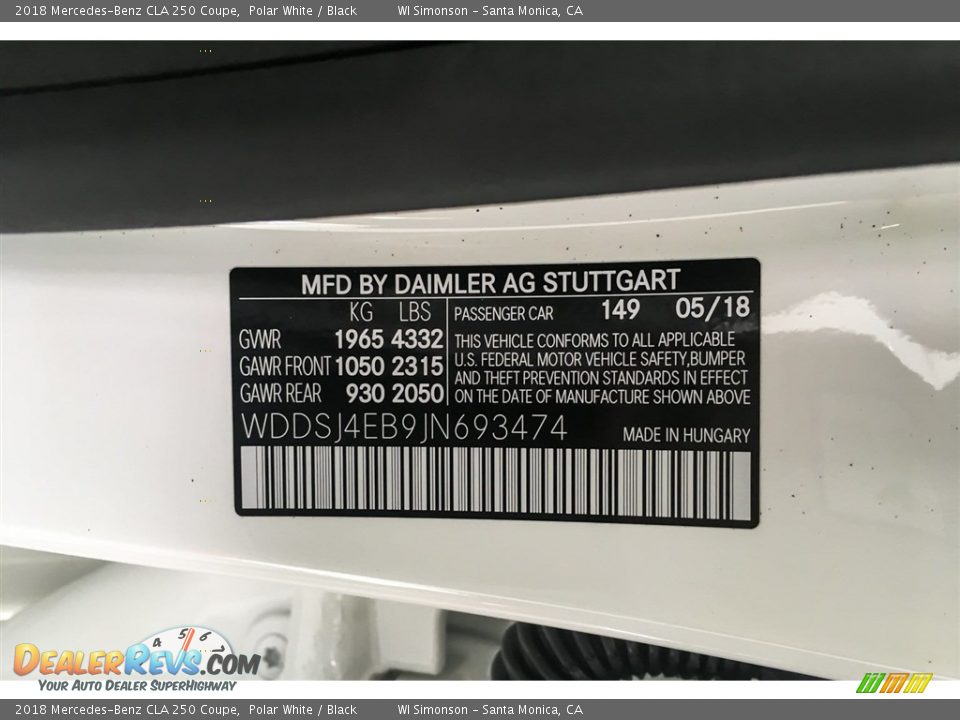 2018 Mercedes-Benz CLA 250 Coupe, Polar White / Black WI Simonson - Santa Monica, CA
MFD BY DAIMLER AG STUTTGART
KG LBS
GVWR 1965 4332
GAWR FRONT 1050 2315
GAWR REAR 930 2050
PASSENGER CAR 149 05/18
THIS VEHICLE CONFORMS TO ALL APPLICABLE
U.S. FEDERAL MOTOR VEHICLE SAFETY,BUMPER
AND THEFT PREVENTION STANDARDS IN EFFECT
ON THE DATE OF MANUFACTURE SHOWN ABOVE
WDDSJ4EB9JN693474 MADE IN HUNGARY
4 5 6
DEALERREVS.COM
YOUR AUTO DEALER SUPERHIGHWAY
2018 Mercedes-Benz CLA 250 Coupe, Polar White / Black WI Simonson - Santa Monica, CA